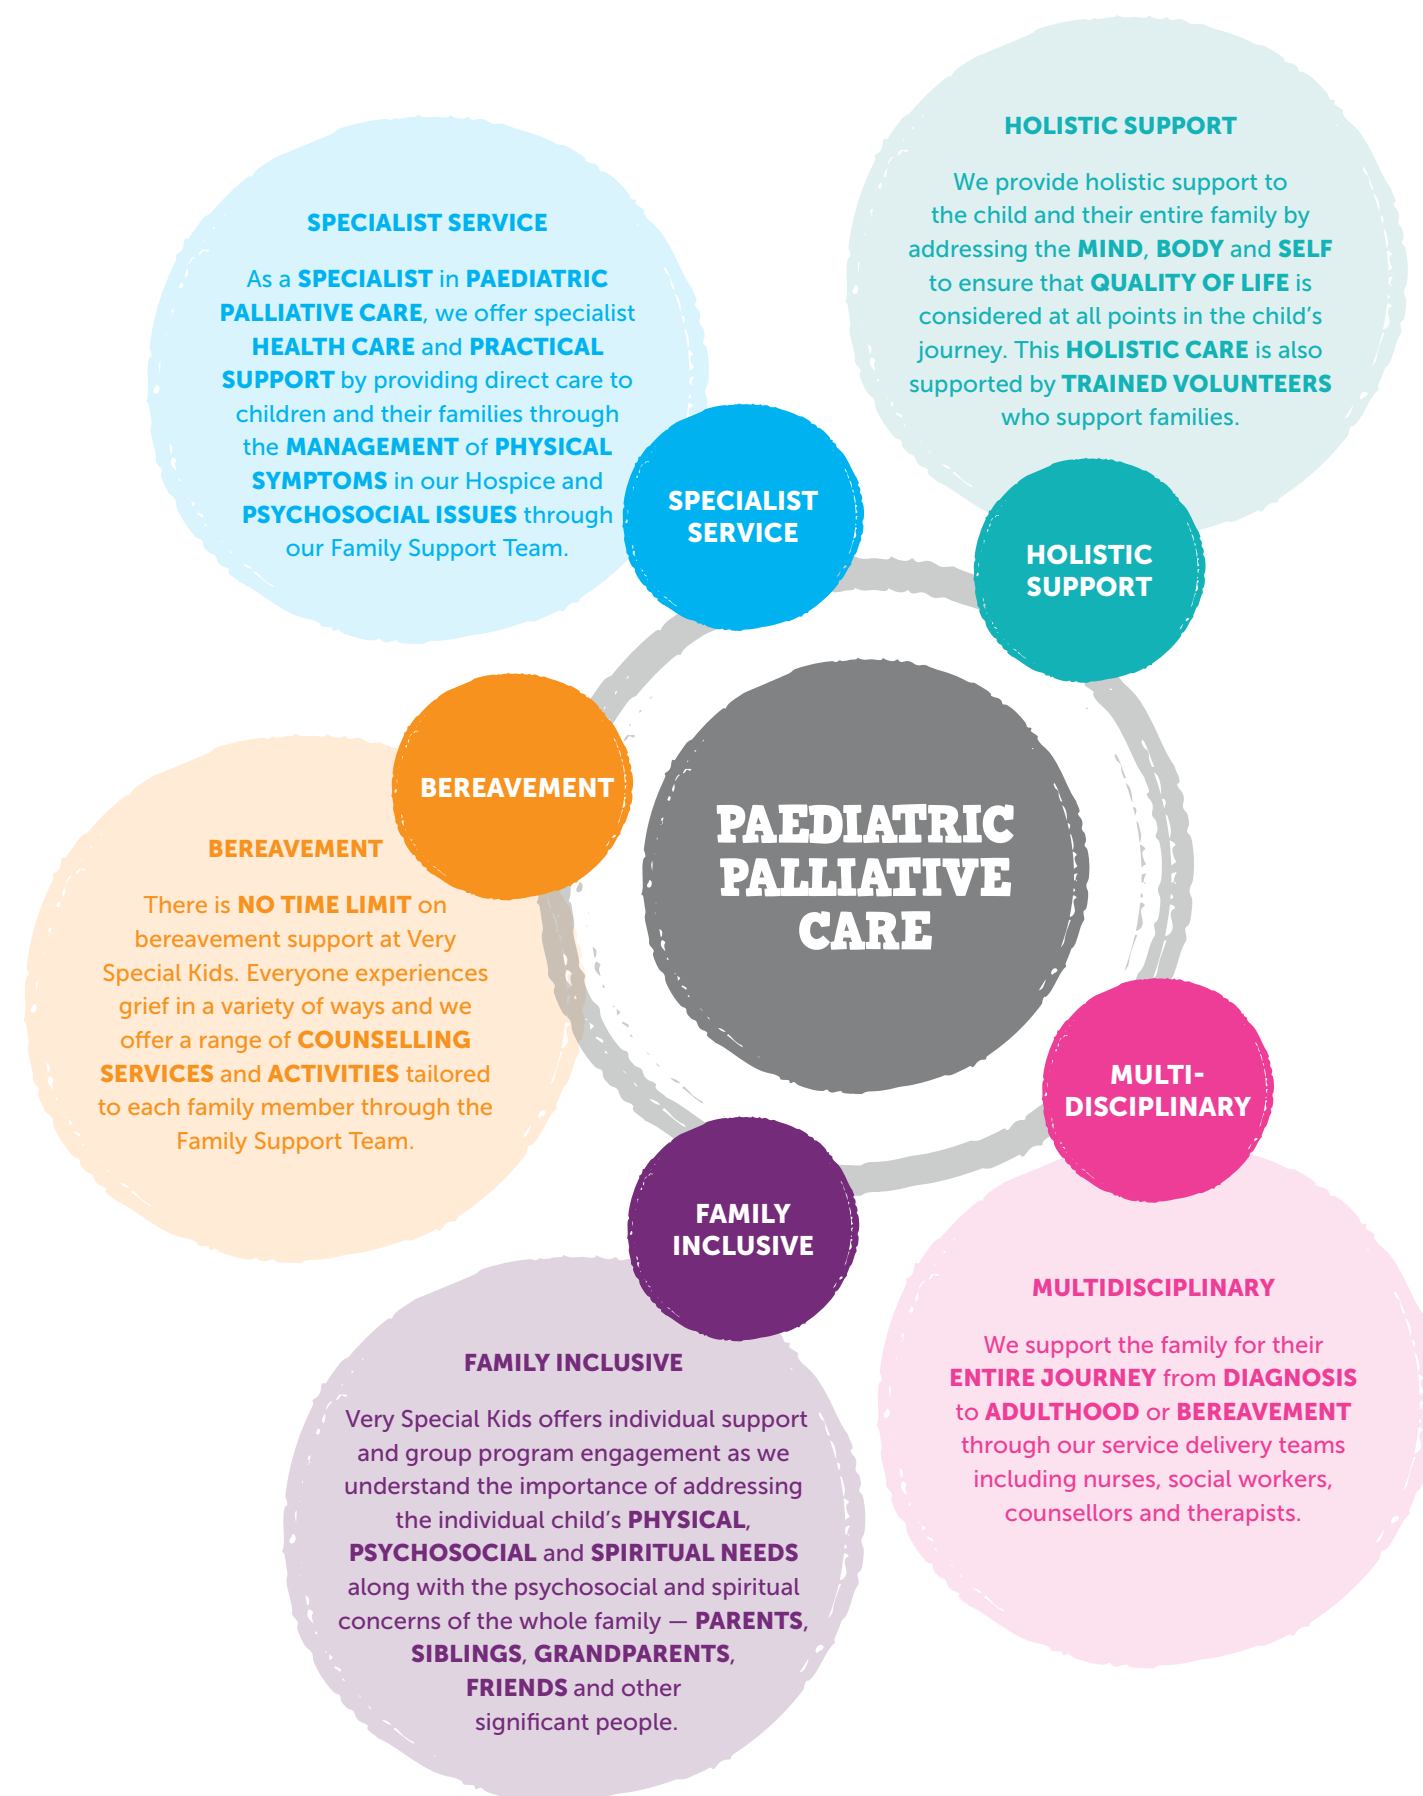 HOLISTIC SUPPORT
We provide holistic support to
the child and their entire family by
addressing the MIND, BODY and SELF
to ensure that QUALITY OF LIFE is
considered at all points in the child’s
journey. This HOLISTIC CARE is also
supported by TRAINED VOLUNTEERS
who support families.
SPECIALIST SERVICE
As a SPECIALIST in PAEDIATRIC
PALLIATIVE CARE, we offer specialist
HEALTH CARE and PRACTICAL
SUPPORT by providing direct care to
children and their families through
the MANAGEMENT of PHYSICAL
SYMPTOMS in our Hospice and
PSYCHOSOCIAL ISSUES through
our Family Support Team.
SPECIALIST
SERVICE
HOLISTIC
SUPPORT
BEREAVEMENT
PAEDIATRIC
PALLIATIVE
CARE
BEREAVEMENT
There is NO TIME LIMIT on
bereavement support at Very
Special Kids. Everyone experiences
grief in a variety of ways and we
offer a range of COUNSELLING
SERVICES and ACTIVITIES tailored
to each family member through the
Family Support Team.
MULTI-
DISCIPLINARY
FAMILY
INCLUSIVE
MULTIDISCIPLINARY
We support the family for their
ENTIRE JOURNEY from DIAGNOSIS
to ADULTHOOD or BEREAVEMENT
through our service delivery teams
including nurses, social workers,
counsellors and therapists.
FAMILY INCLUSIVE
Very Special Kids offers individual support
and group program engagement as we
understand the importance of addressing
the individual child’s PHYSICAL,
PSYCHOSOCIAL and SPIRITUAL NEEDS
along with the psychosocial and spiritual
concerns of the whole family — PARENTS,
SIBLINGS, GRANDPARENTS,
FRIENDS and other
significant people.